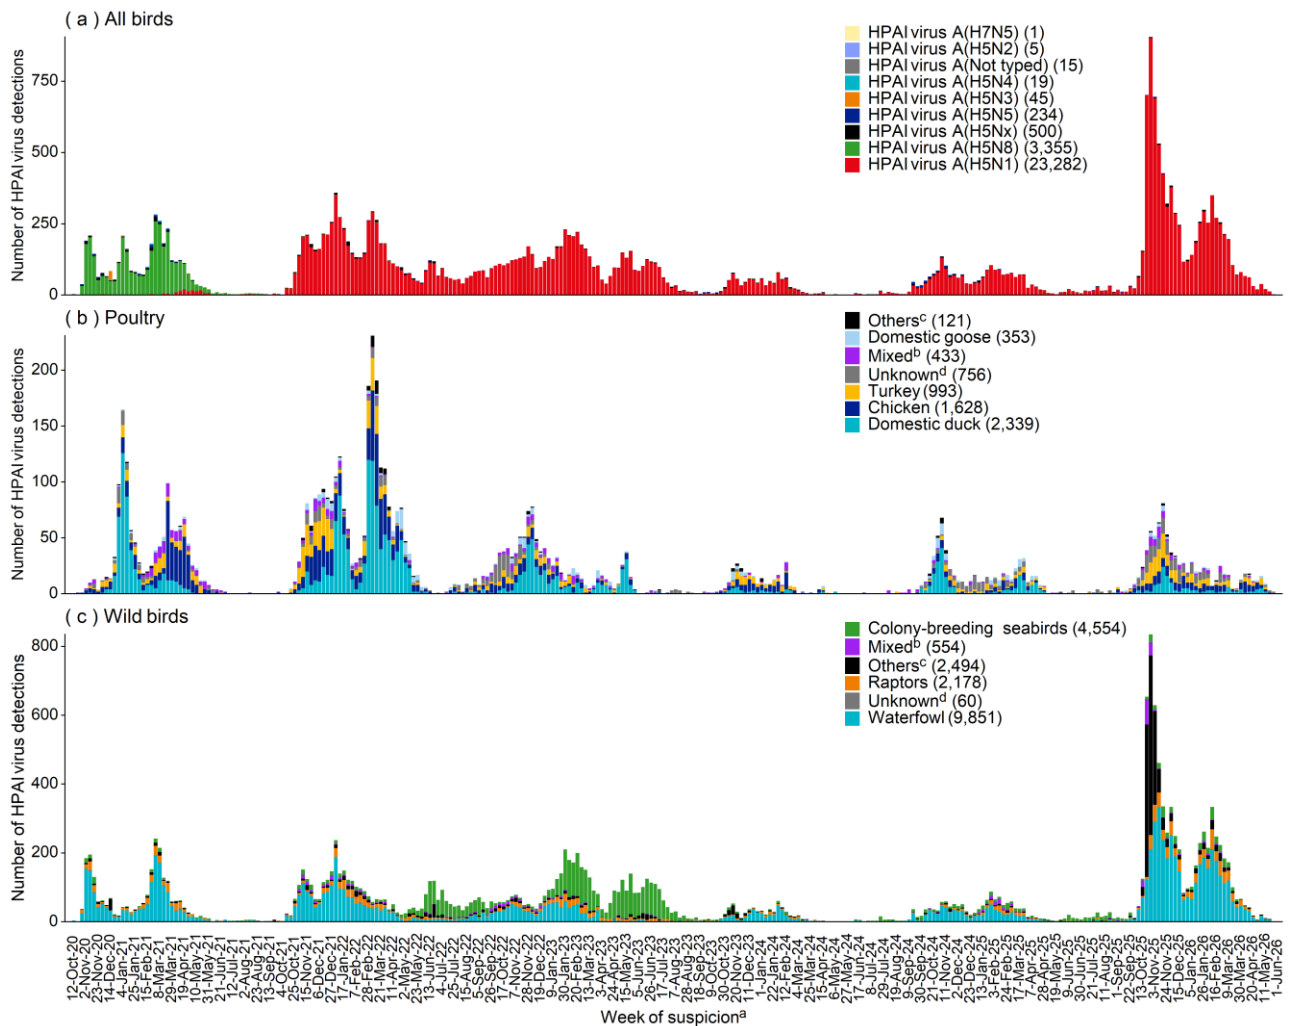 ( a ) All birds
Number of HPAI virus detections
750
500
250
0
HPAI virus A(H7N5) (1)
HPAI virus A(H5N2) (5)
HPAI virus A(Not typed) (15)
HPAI virus A(H5N4) (19)
HPAI virus A(H5N3) (45)
HPAI virus A(H5N5) (234)
HPAI virus A(H5Nx) (500)
HPAI virus A(H5N8) (3,355)
HPAI virus A(H5N1) (23,282)
( b ) Poultry
Number of HPAI virus detections
200
150
100
50
0
Othersᶜ (121)
Domestic goose (353)
Mixedᵇ (433)
Unknownᵈ (756)
Turkey (993)
Chicken (1,628)
Domestic duck (2,339)
( c ) Wild birds
Number of HPAI virus detections
800
600
400
200
0
Colony-breeding seabirds (4,554)
Mixedᵇ (554)
Othersᶜ (2,494)
Raptors (2,178)
Unknownᵈ (60)
Waterfowl (9,851)
12-Oct-20
2-Nov-20
23-Nov-20
14-Dec-20
4-Jan-21
25-Jan-21
15-Feb-21
8-Mar-21
29-Mar-21
19-Apr-21
10-May-21
31-May-21
21-Jun-21
12-Jul-21
2-Aug-21
23-Aug-21
13-Sep-21
4-Oct-21
25-Oct-21
15-Nov-21
6-Dec-21
27-Dec-21
17-Jan-22
7-Feb-22
28-Feb-22
21-Mar-22
11-Apr-22
2-May-22
23-May-22
13-Jun-22
4-Jul-22
25-Jul-22
15-Aug-22
5-Sep-22
26-Sep-22
17-Oct-22
7-Nov-22
28-Nov-22
19-Dec-22
9-Jan-23
30-Jan-23
20-Feb-23
13-Mar-23
3-Apr-23
24-Apr-23
15-May-23
5-Jun-23
26-Jun-23
17-Jul-23
7-Aug-23
28-Aug-23
18-Sep-23
9-Oct-23
30-Oct-23
20-Nov-23
11-Dec-23
1-Jan-24
22-Jan-24
12-Feb-24
4-Mar-24
25-Mar-24
15-Apr-24
6-May-24
27-May-24
17-Jun-24
8-Jul-24
29-Jul-24
19-Aug-24
9-Sep-24
30-Sep-24
21-Oct-24
11-Nov-24
2-Dec-24
23-Dec-24
13-Jan-25
3-Feb-25
24-Feb-25
17-Mar-25
7-Apr-25
28-Apr-25
19-May-25
9-Jun-25
30-Jun-25
21-Jul-25
11-Aug-25
1-Sep-25
22-Sep-25
13-Oct-25
3-Nov-25
24-Nov-25
15-Dec-25
5-Jan-26
26-Jan-26
16-Feb-26
9-Mar-26
30-Mar-26
20-Apr-26
11-May-26
1-Jun-26
Week of suspicionᵃ